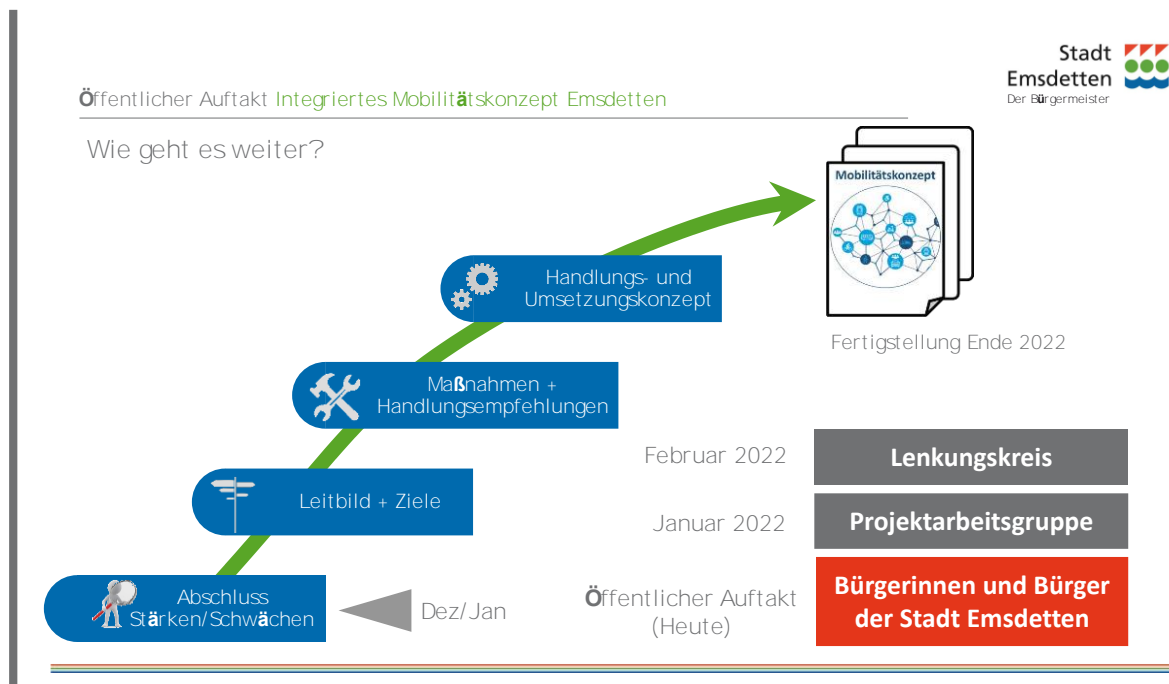 Stadt
Emsdetten
Der Bürgermeister
Öffentlicher Auftakt Integriertes Mobilitätskonzept Emsdetten
Wie geht es weiter?
Mobilitätskonzept
Fertigstellung Ende 2022
Handlungs- und
Umsetzungskonzept
Maßnahmen +
Handlungsempfehlungen
Leitbild + Ziele
Abschluss
Stärken/Schwächen
Dez/Jan
Februar 2022
Lenkungskreis
Januar 2022
Projektarbeitsgruppe
Öffentlicher Auftakt
(Heute)
Bürgerinnen und Bürger
der Stadt Emsdetten